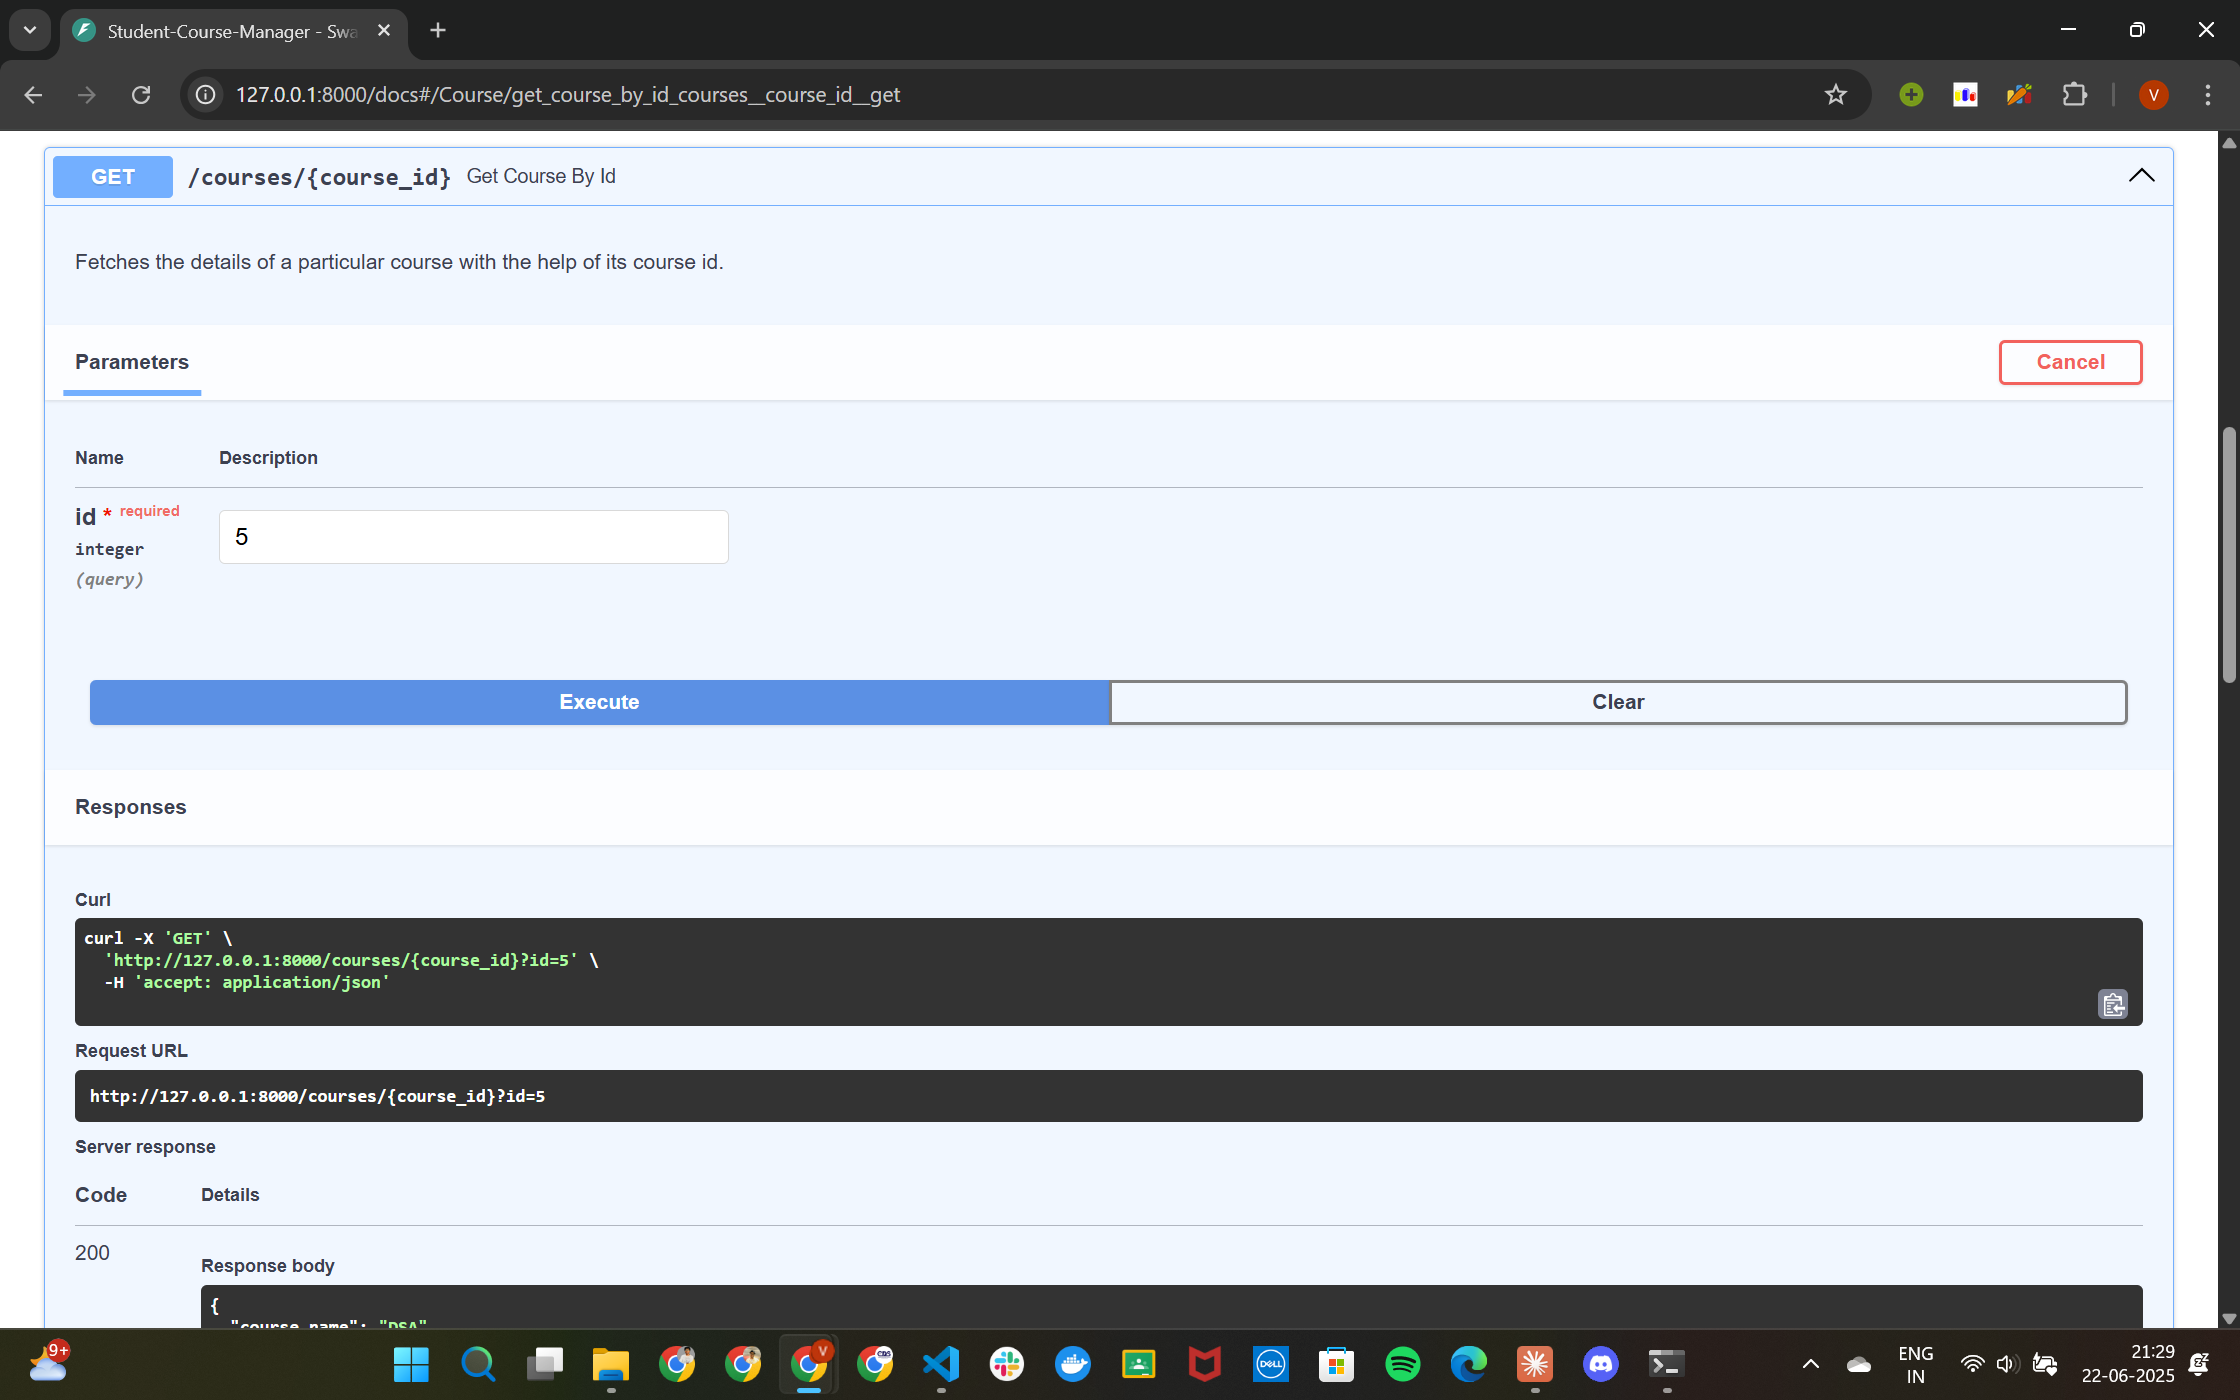 Student-Course-Manager - Swa
127.0.0.1:8000/docs#/Course/get_course_by_id_courses__course_id__get
V
GET /courses/{course_id} Get Course By Id
Fetches the details of a particular course with the help of its course id.
Parameters
Cancel
Name Description
id * required
5
integer
(query)
Execute
Clear
Responses
Curl
curl -X 'GET' \
'http://127.0.0.1:8000/courses/{course_id}?id=5' \
-H 'accept: application/json'
Request URL
http://127.0.0.1:8000/courses/{course_id}?id=5
Server response
Code Details
200
Response body
{
"course_name": "DSA"
9+
V
DELL
ENG
IN
21:29
22-06-2025